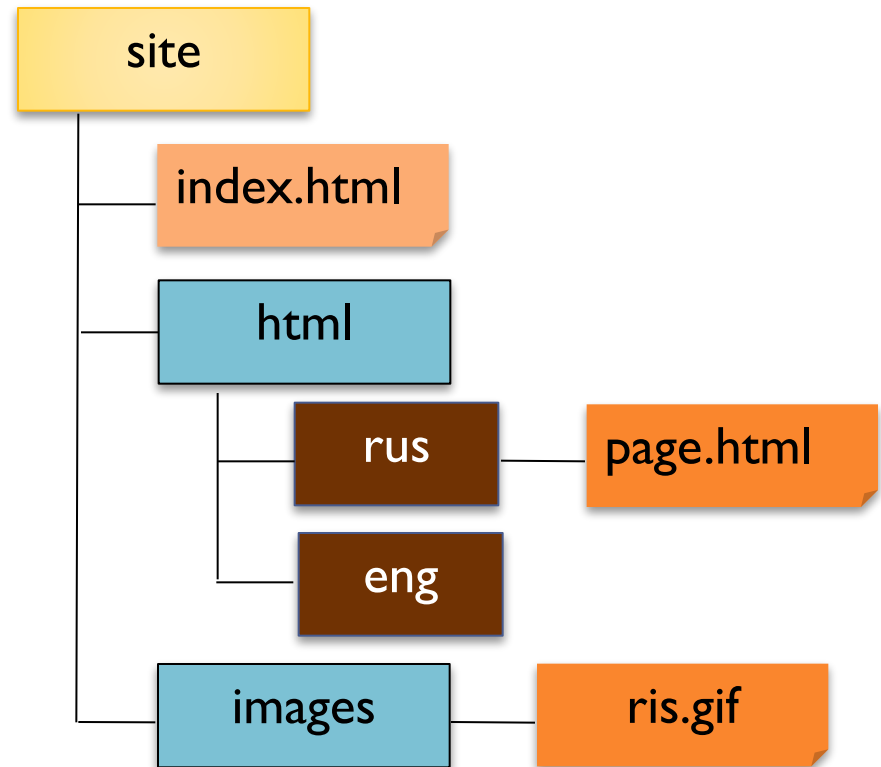 site
index.html
html
rus
page.html
eng
images
ris.gif